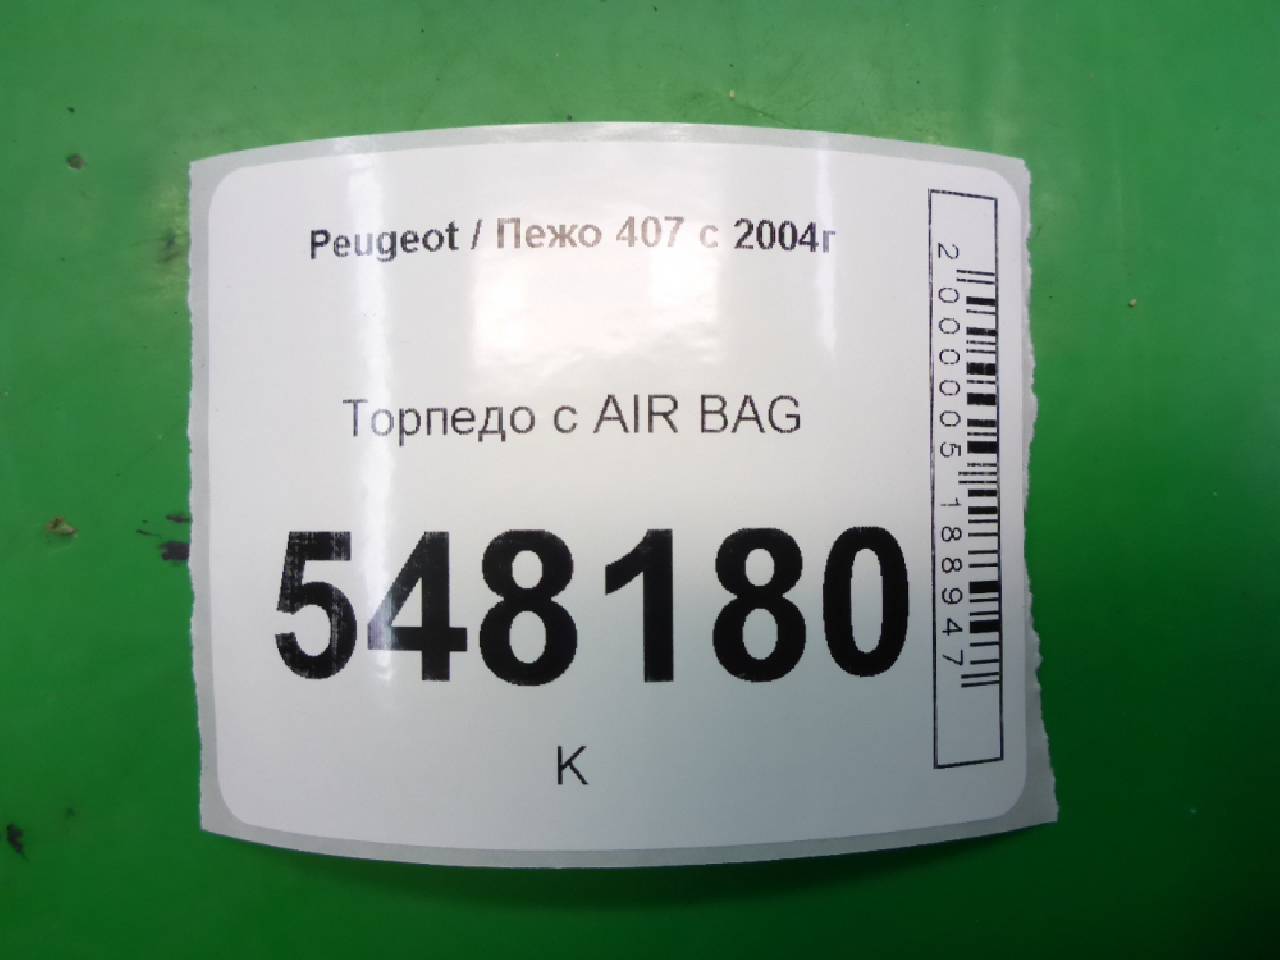 Peugeot / Пежо 407 с 2004г
Торпедо с AIR BAG
548180
К
2000005188947